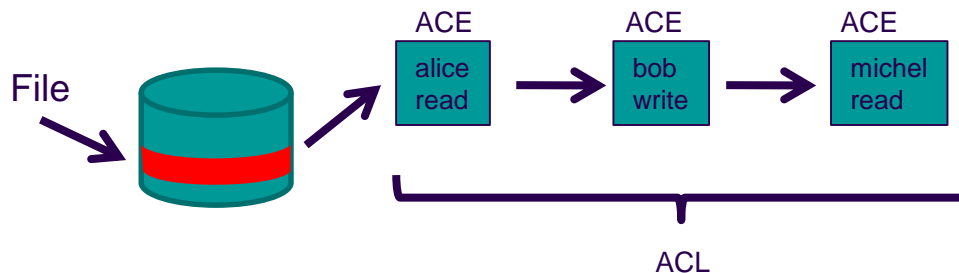 File
ACE
alice
read
ACE
bob
write
ACE
michel
read
ACL